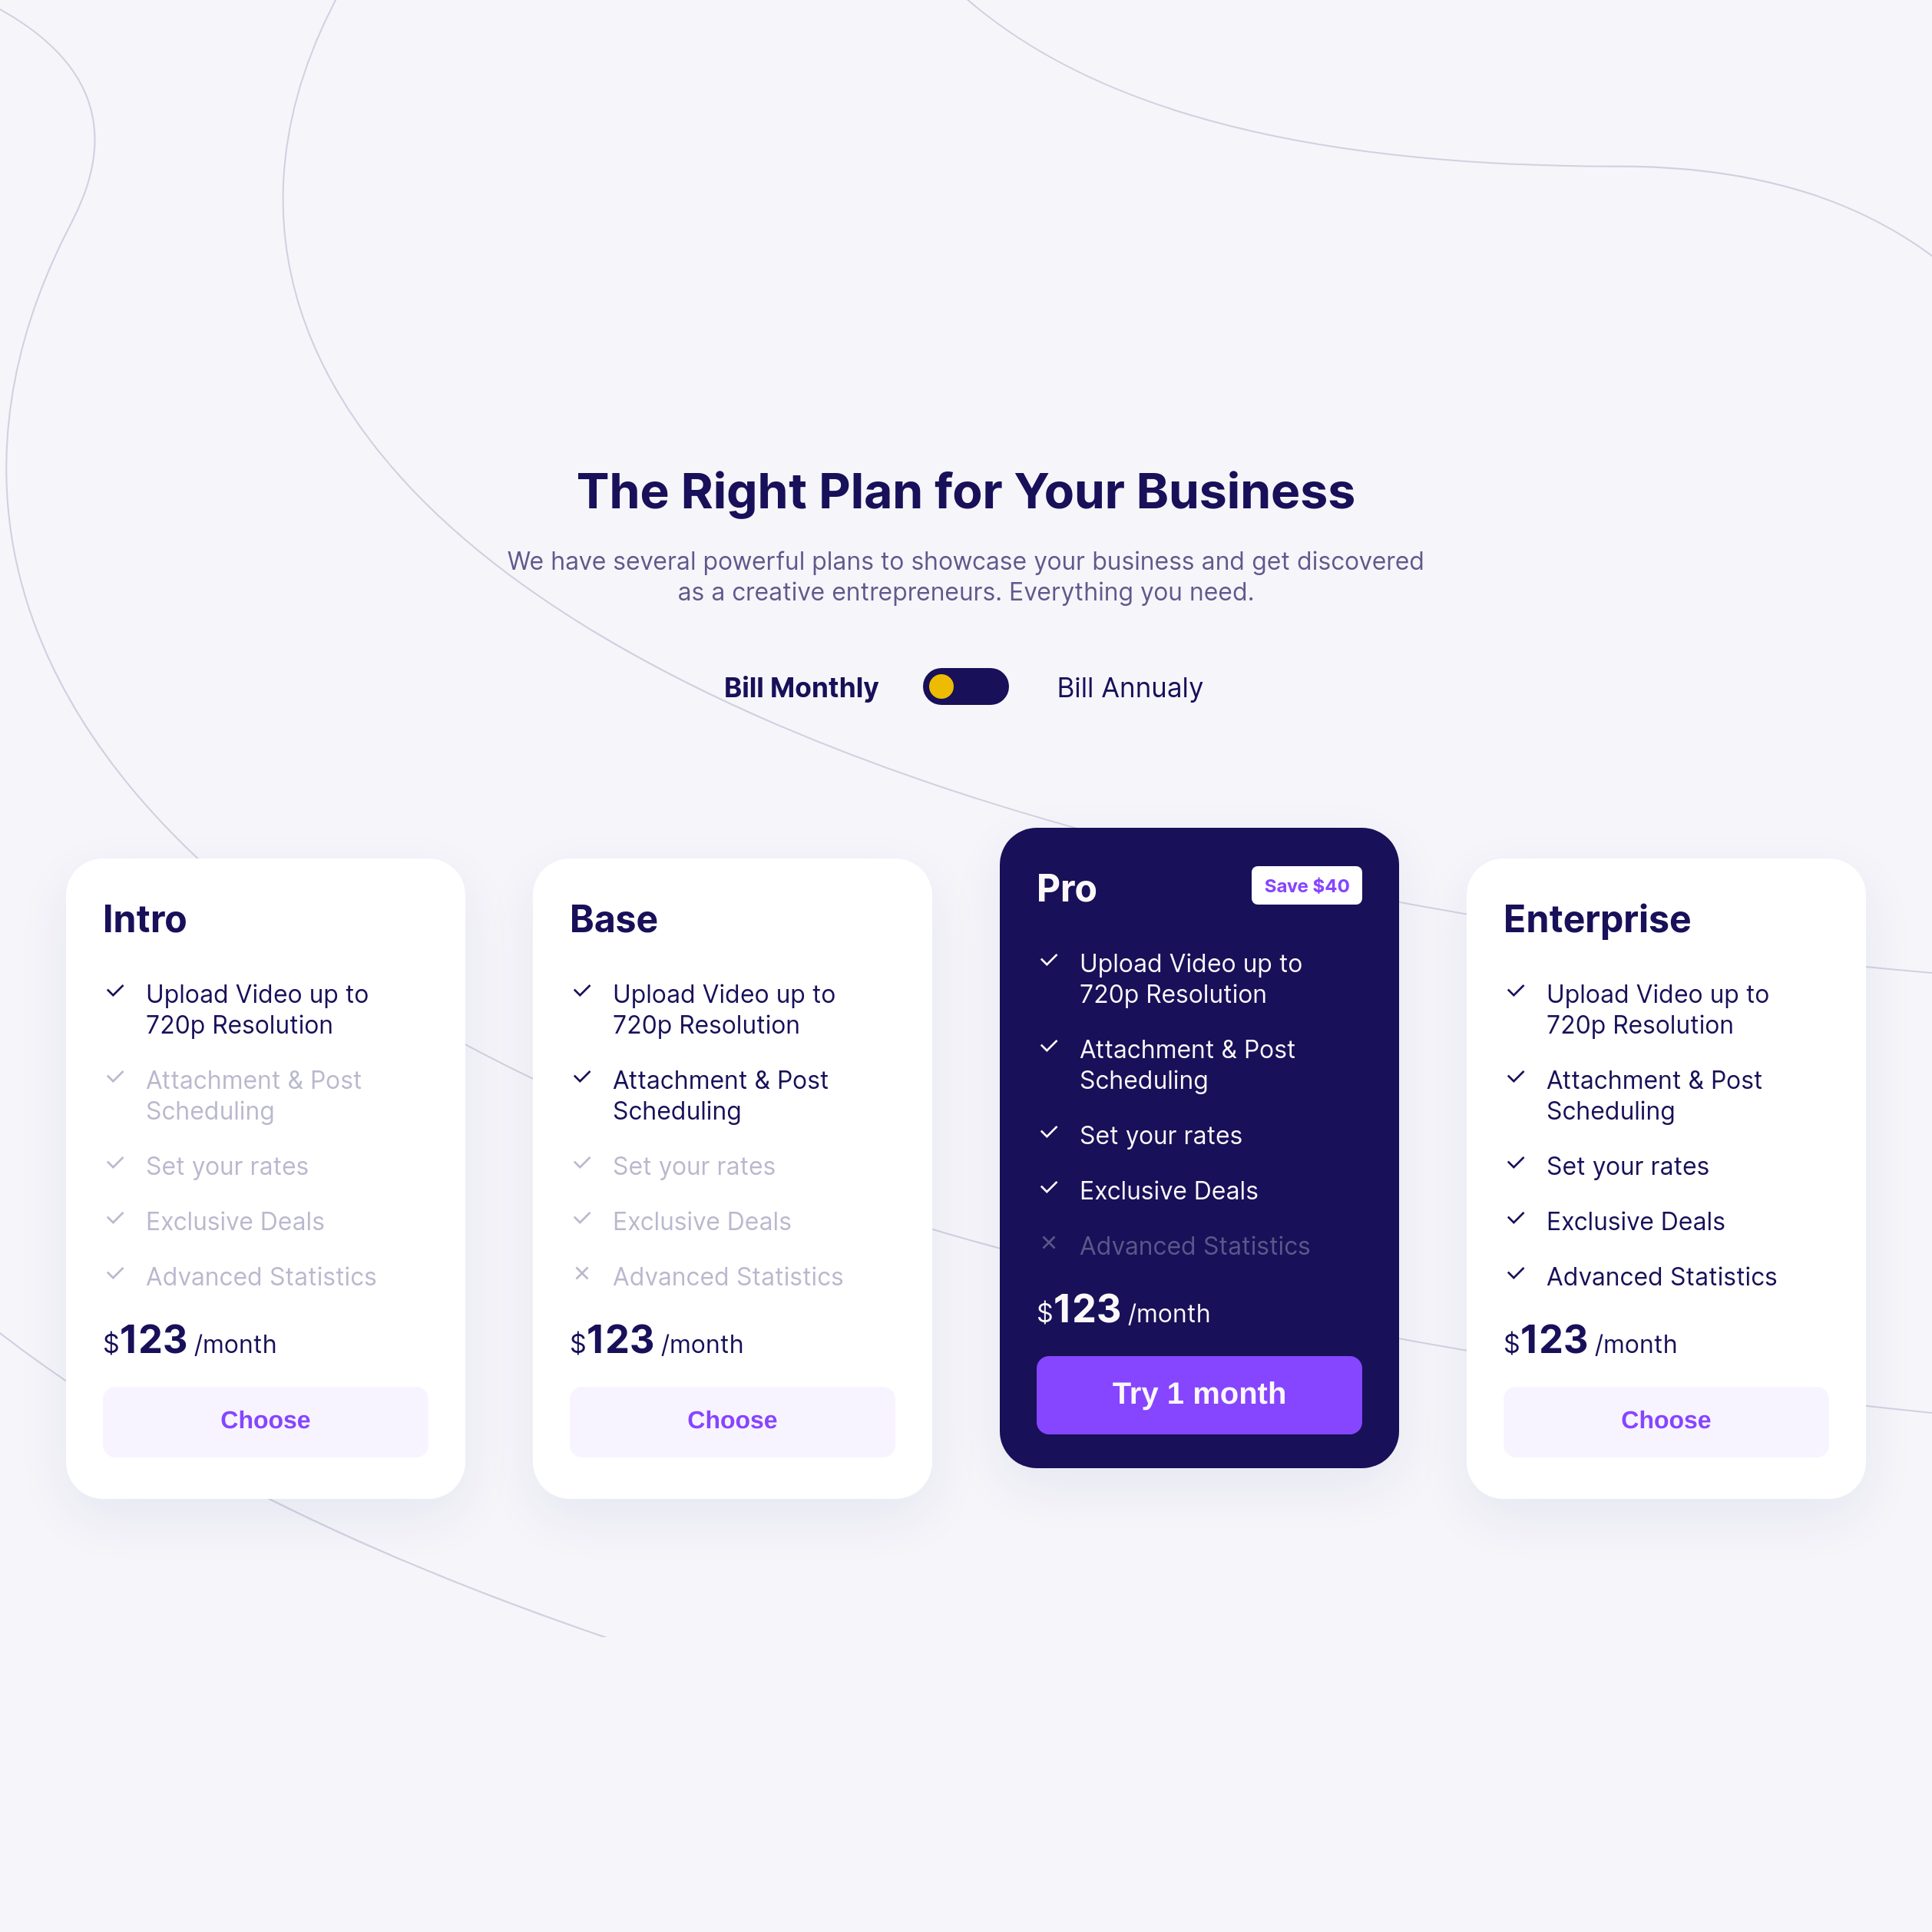 The Right Plan for Your Business
We have several powerful plans to showcase your business and get discovered
as a creative entrepreneurs. Everything you need.
Bill Monthly
Bill Annualy
Intro
Upload Video up to
720p Resolution
Attachment & Post
Scheduling
Set your rates
Exclusive Deals
Advanced Statistics
$123 /month
Choose
Base
Upload Video up to
720p Resolution
Attachment & Post
Scheduling
Set your rates
Exclusive Deals
Advanced Statistics
$123 /month
Choose
Pro
Save $40
Upload Video up to
720p Resolution
Attachment & Post
Scheduling
Set your rates
Exclusive Deals
Advanced Statistics
$123 /month
Try 1 month
Enterprise
Upload Video up to
720p Resolution
Attachment & Post
Scheduling
Set your rates
Exclusive Deals
Advanced Statistics
$123 /month
Choose